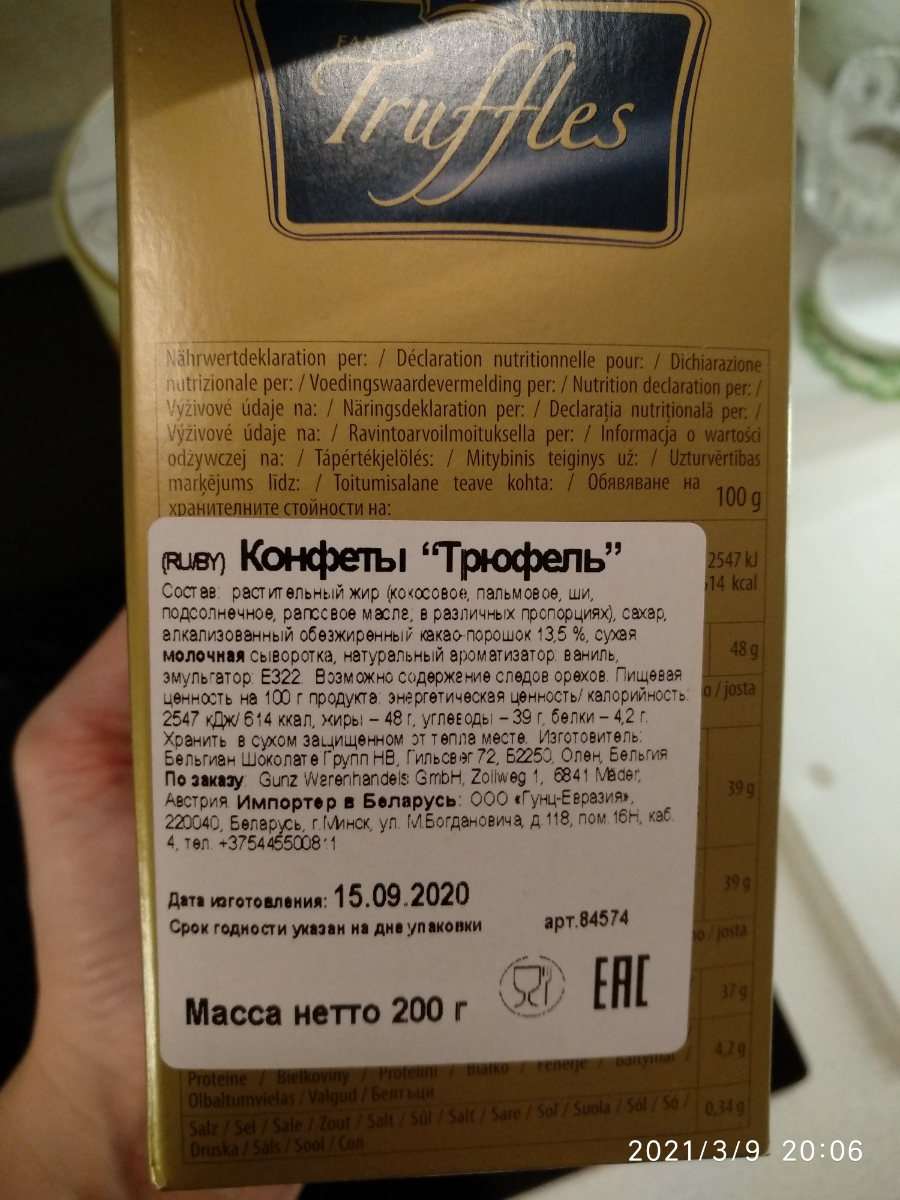 Truffles
Nährwertdeklaration per: / Déclaration nutritionnelle pour: / Dichiarazione
nutrizionale per: / Voedingswaardevermelding per: / Nutrition declaration per: /
Výživové údaje na: / Näringsdeklaration per: / Declarația nutrițională per: /
Výživové údaje na: / Ravintoarvoilmoituksella per: / Informacja o wartości
odżywczej na: / Tápértékjelölés: / Mitybinis teiginys už: / Uzturvērtības
marķējums līdz: / Toitumisalane teave kohta: / Обявяване на
хранителните стойности на:
100 g
2547 kJ
614 kcal
48 g
o / josta
39 g
39 g
no / josta
37 g
4,2 g
0,34 g
(RU/BY) Конфеты “Трюфель”
Состав: растительный жир (кокосовое, пальмовое, ши,
подсолнечное, рапсовое масла; в различных пропорциях), сахар,
алкализованный обезжиренный какао-порошок 13,5 %, сухая
молочная сыворотка, натуральный ароматизатор: ваниль,
эмульгатор: Е322. Возможно содержание следов орехов. Пищевая
ценность на 100 г продукта: энергетическая ценность/ калорийность:
2547 кДж/ 614 ккал, жиры – 48 г, углеводы – 39 г, белки – 4,2 г.
Хранить в сухом защищенном от тепла месте. Изготовитель:
Бельгиан Шоколате Групп НВ, Гильсвег 72, Б2250, Олен, Бельгия
По заказу: Gunz Warenhandels GmbH, Zollweg 1, 6841 Mäder,
Австрия. Импортер в Беларусь: ООО «Гунц-Евразия»,
220040, Беларусь, г.Минск, ул. М.Богдановича, д.118, пом.16Н, каб.
4, тел. +375445500811
Дата изготовления: 15.09.2020
Срок годности указан на дне упаковки арт.84574
Масса нетто 200 г EAC
Proteine / Bielkoviny / Proteini / Białko / Fehérje / Baltymai /
Olbaltumvielas / Valgud / Белтъци
Salz / Sel / Sale / Zout / Salt / Sůl / Salt / Sare / Soľ / Suola / Sól / Só /
Druska / Sāls / Sool / Сол
2021/3/9 20:06